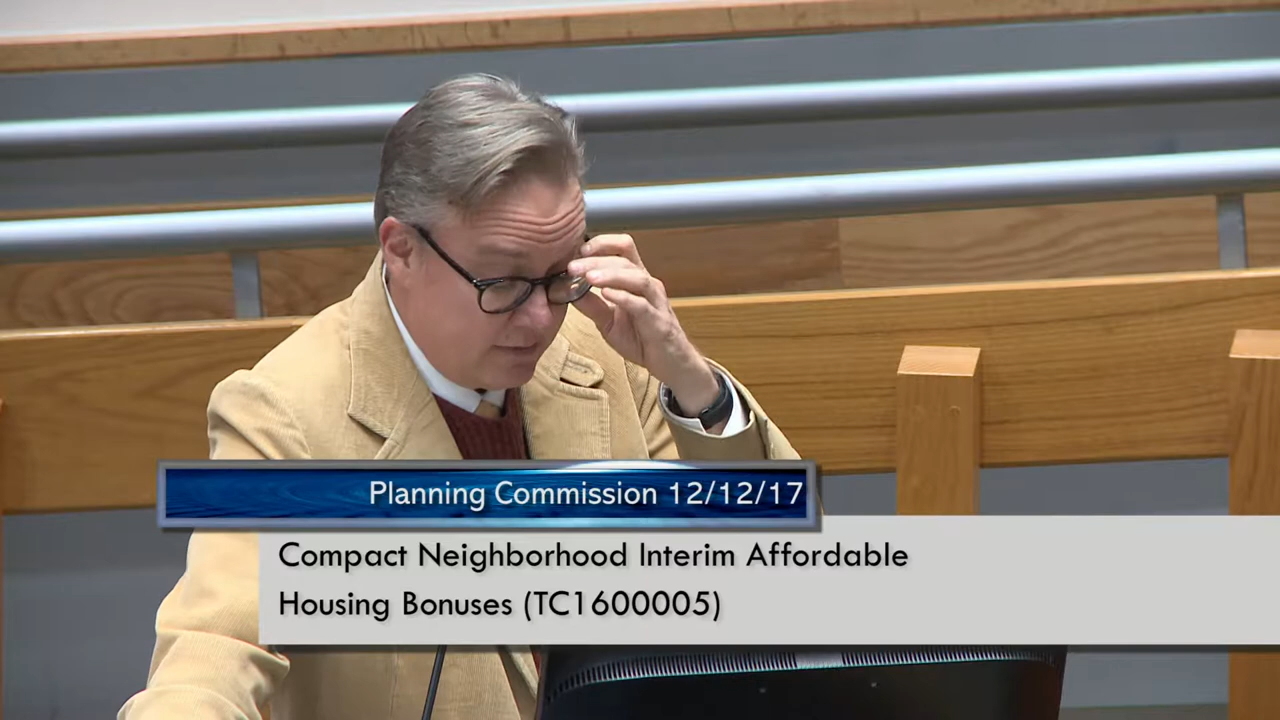 Planning Commission 12/12/17
Compact Neighborhood Interim Affordable
Housing Bonuses (TC1600005)